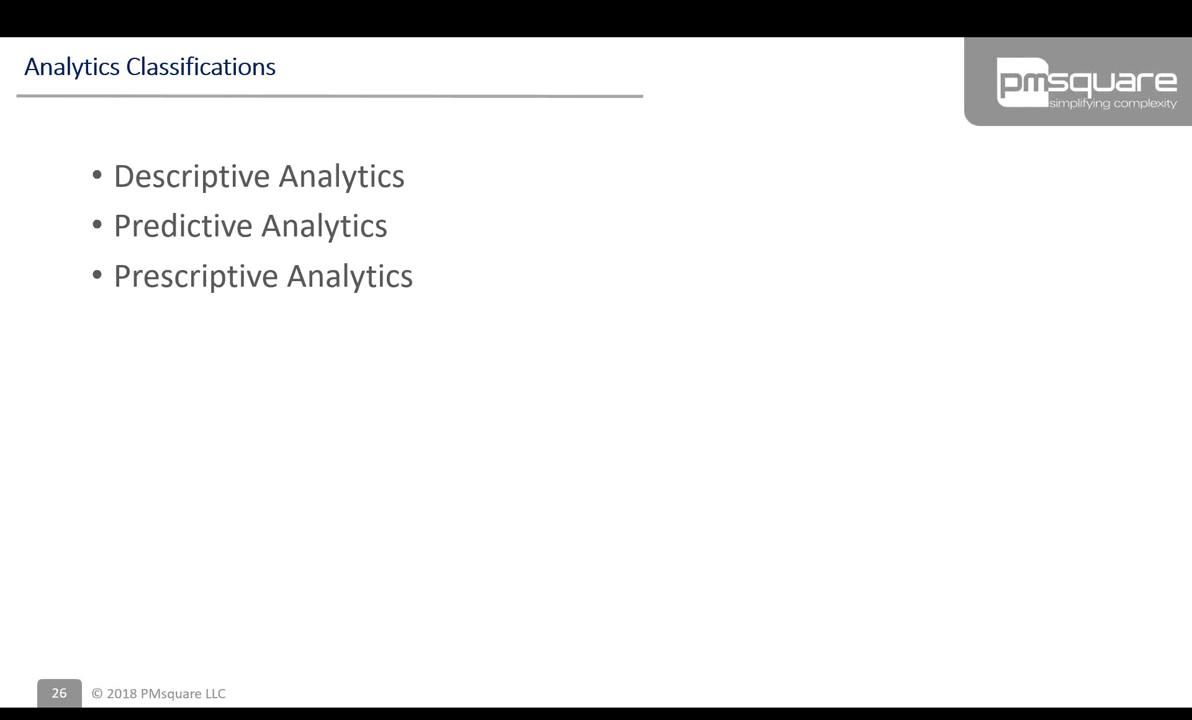 Analytics Classifications
pmsquare
simplifying complexity
• Descriptive Analytics
• Predictive Analytics
• Prescriptive Analytics
26 © 2018 PMsquare LLC